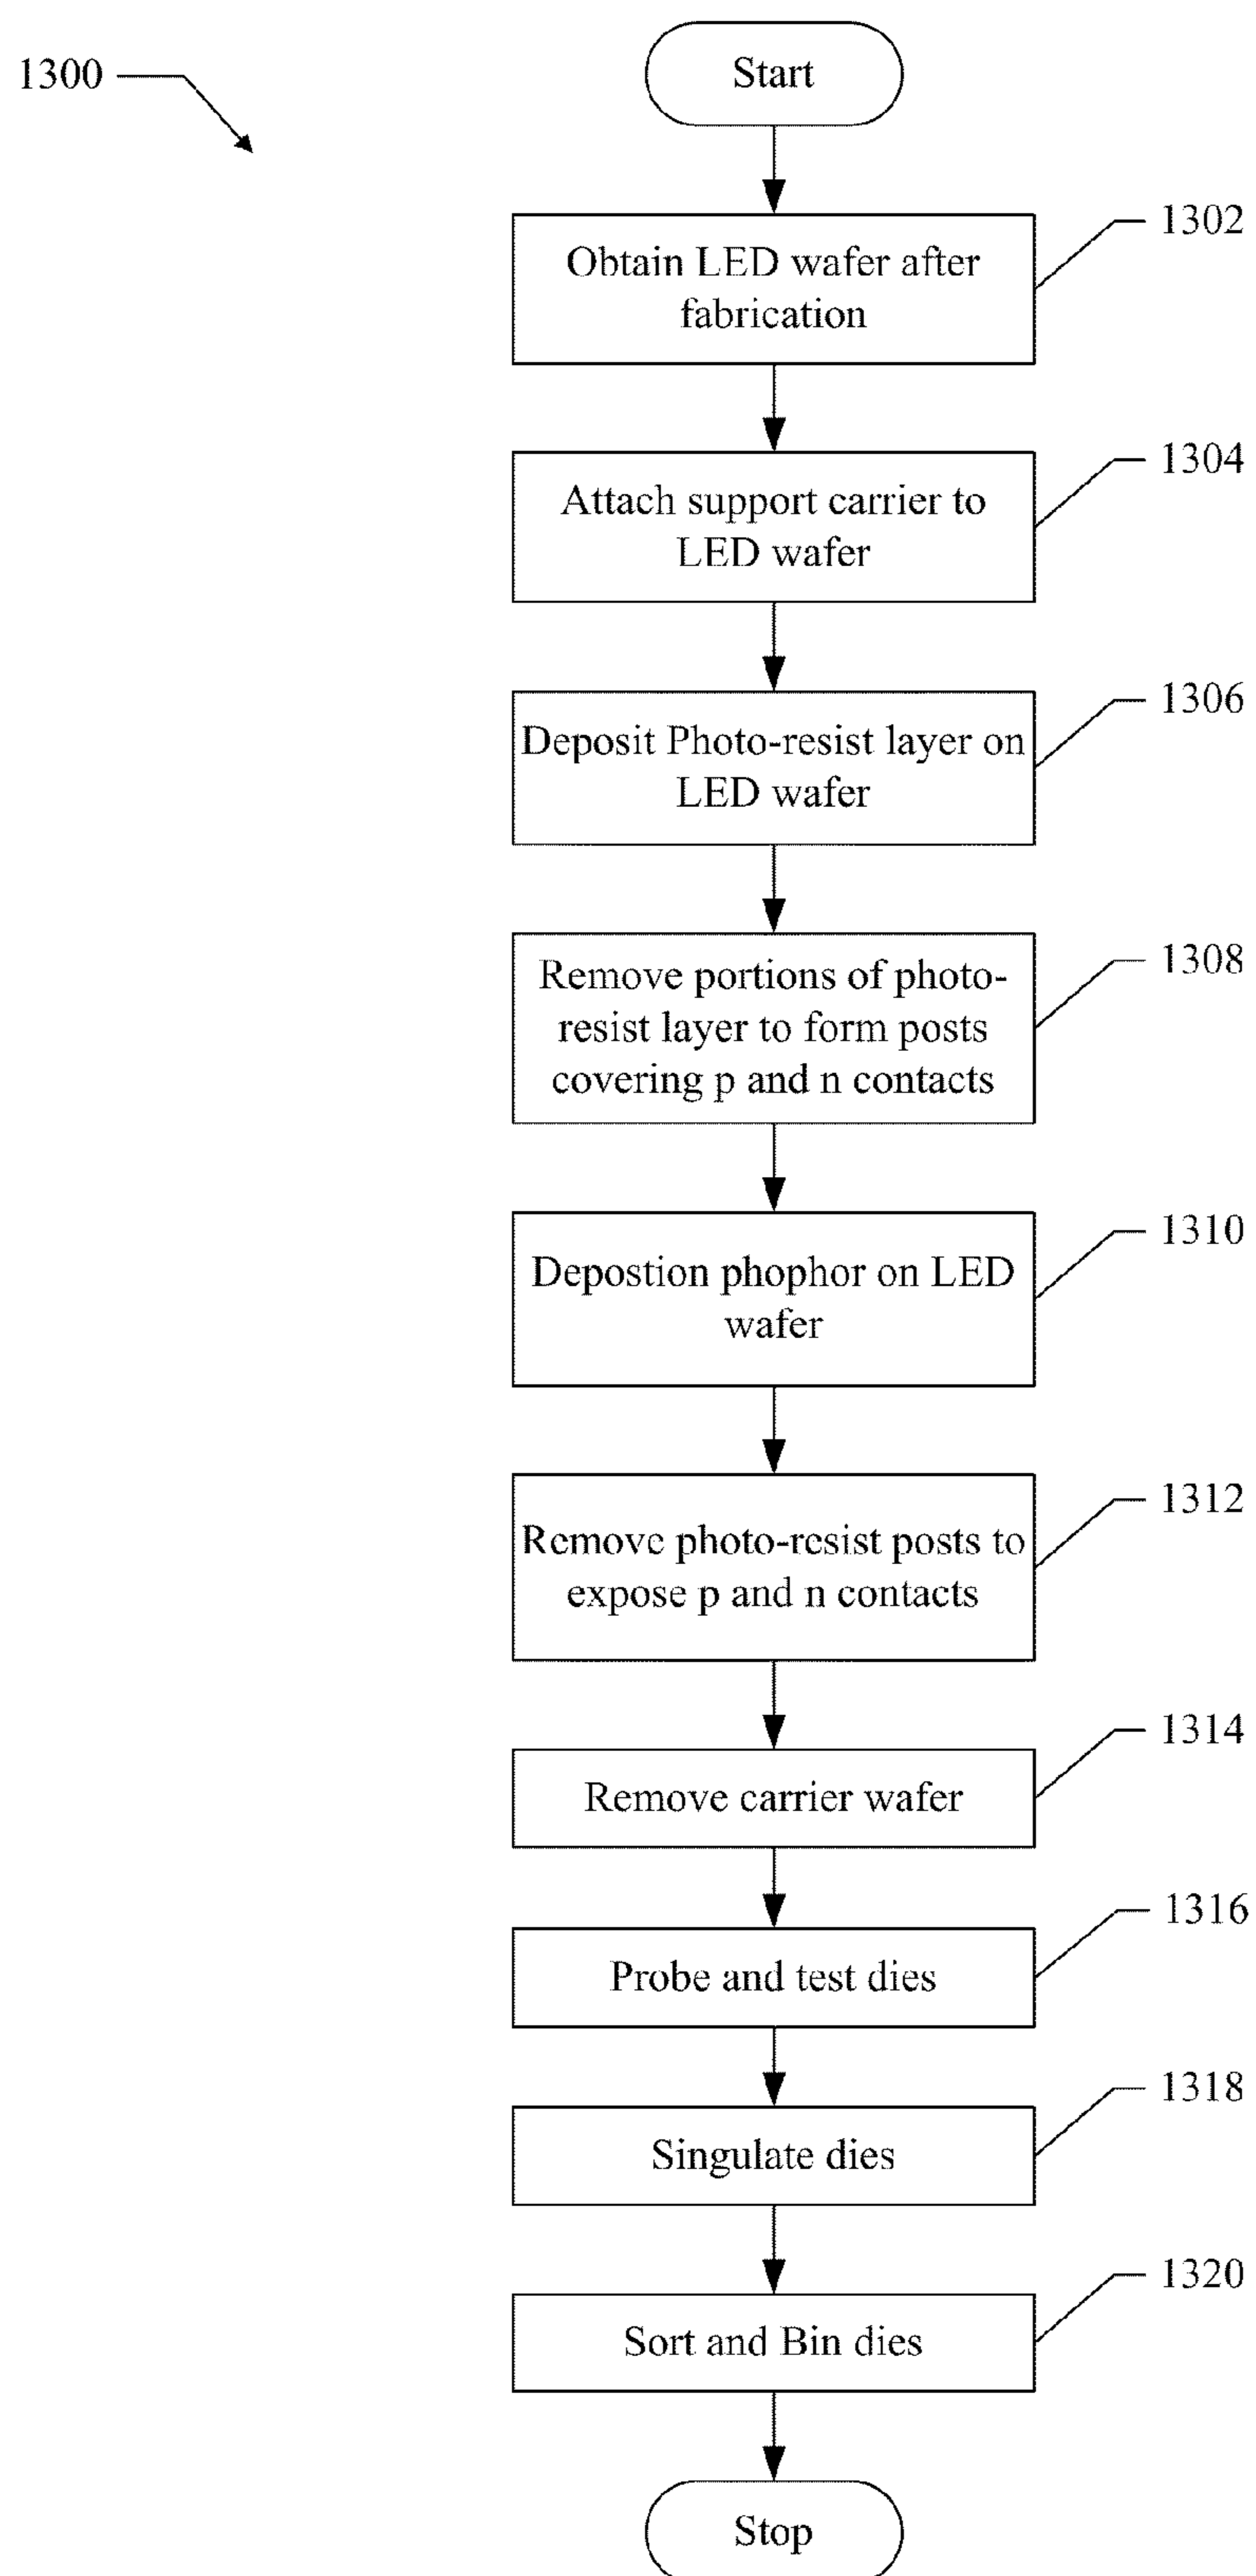 1300
Start
1302
Obtain LED wafer after
fabrication
1304
Attach support carrier to
LED wafer
1306
Deposit Photo-resist layer on
LED wafer
1308
Remove portions of photo-
resist layer to form posts
covering p and n contacts
1310
Depostion phophor on LED
wafer
1312
Remove photo-resist posts to
expose p and n contacts
1314
Remove carrier wafer
1316
Probe and test dies
1318
Singulate dies
1320
Sort and Bin dies
Stop